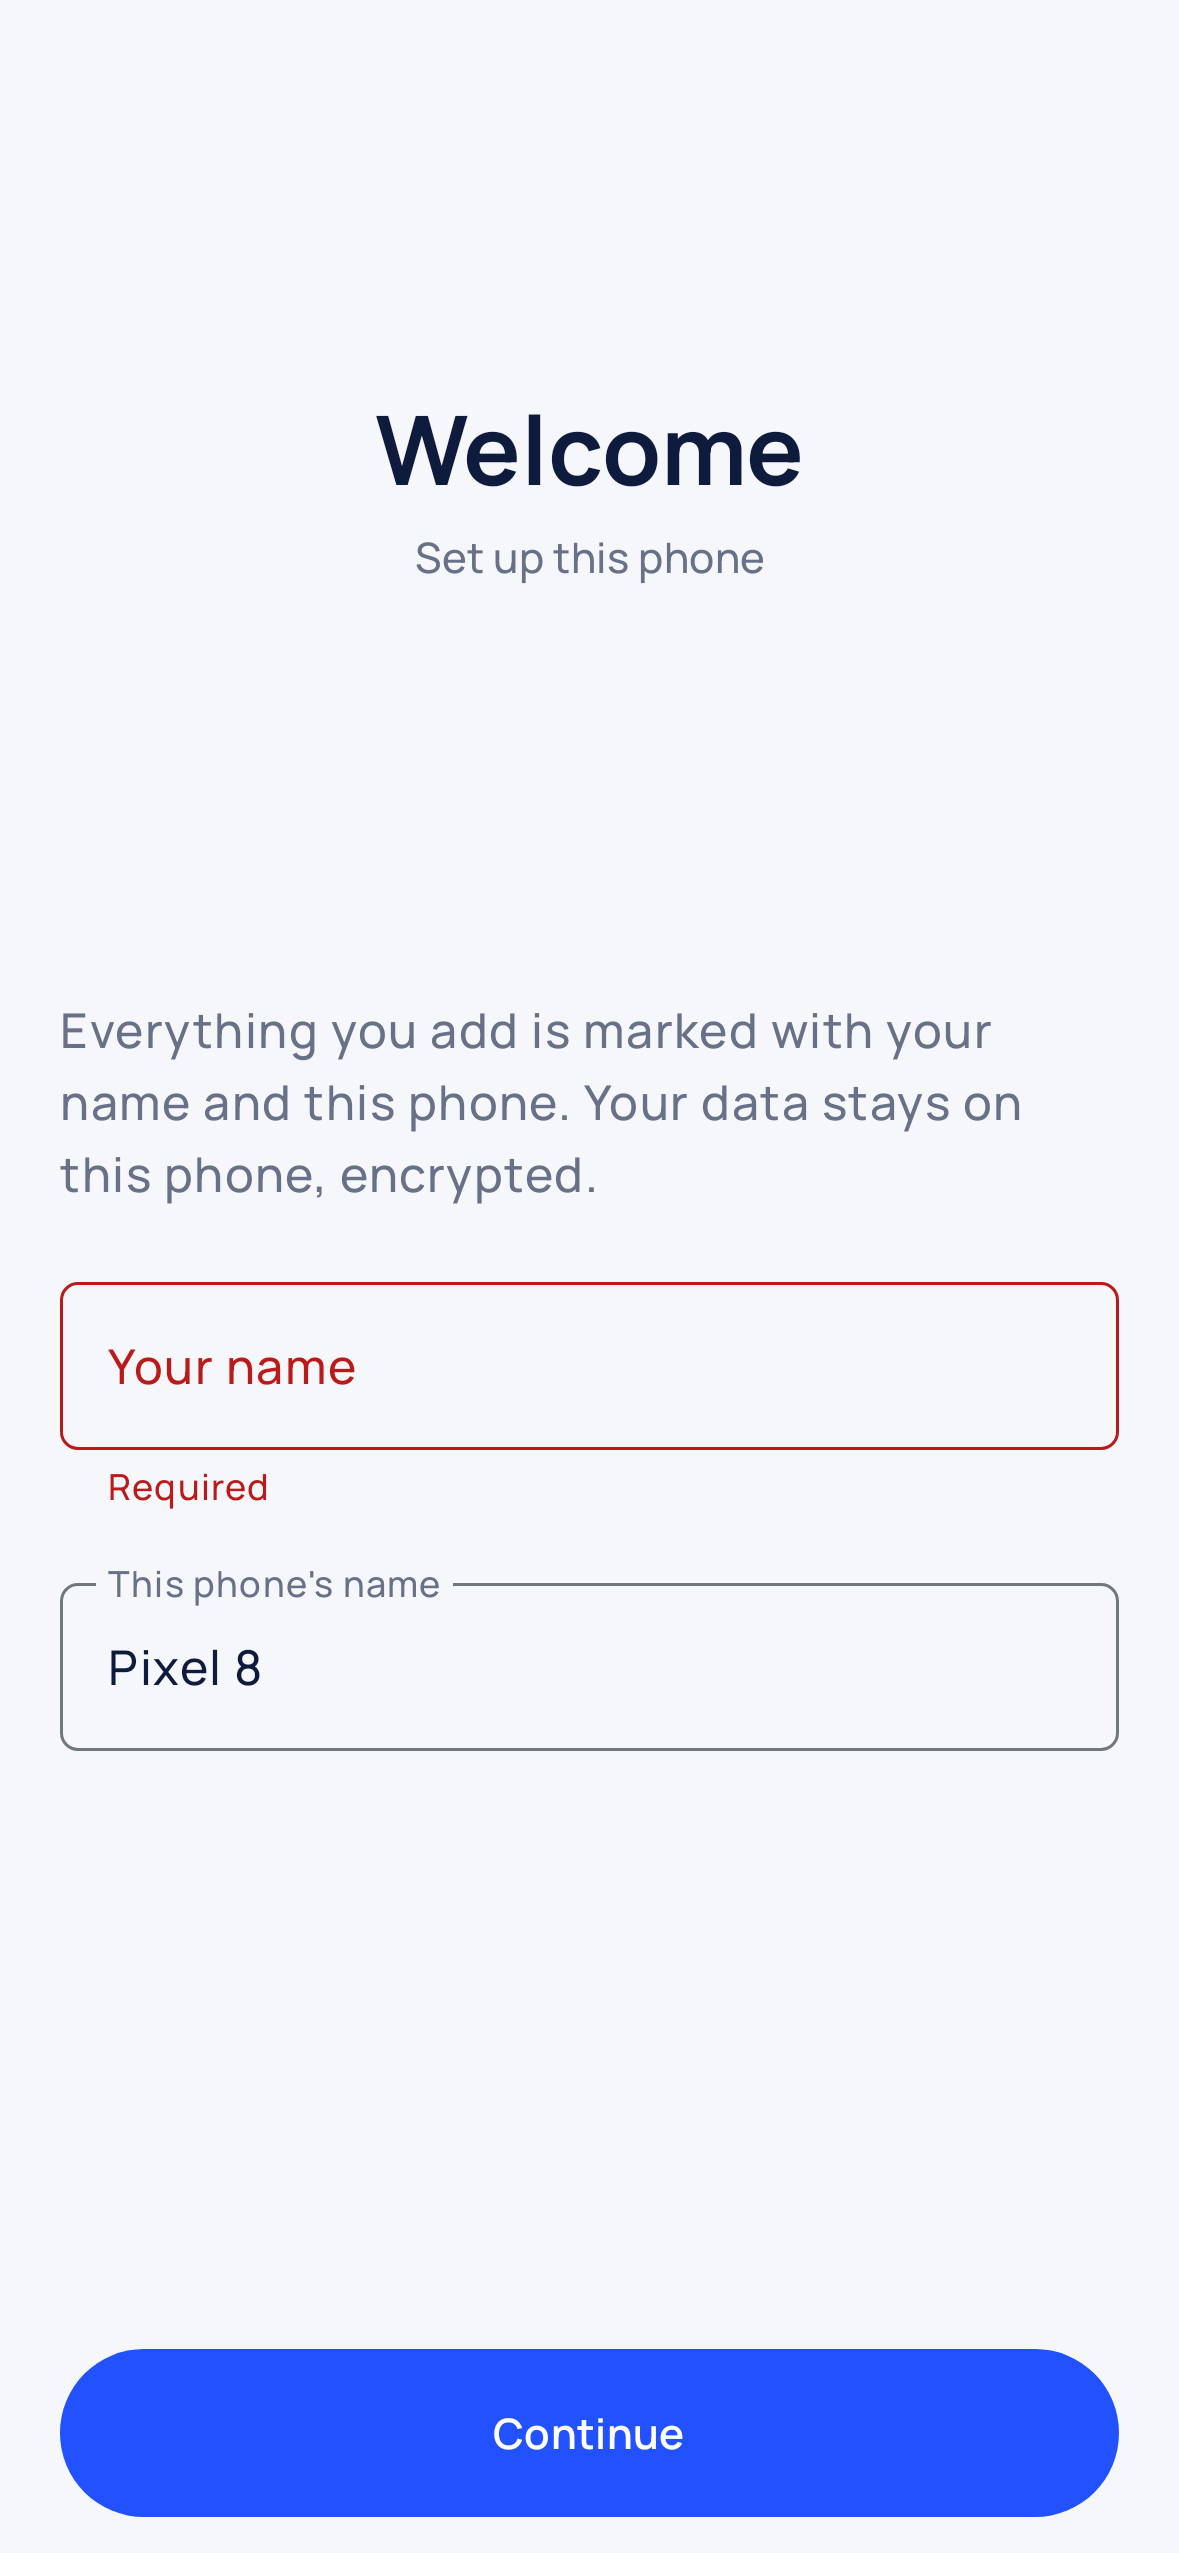 Welcome
Set up this phone
Everything you add is marked with your
name and this phone. Your data stays on
this phone, encrypted.
Your name
Required
This phone's name
Pixel 8
Continue